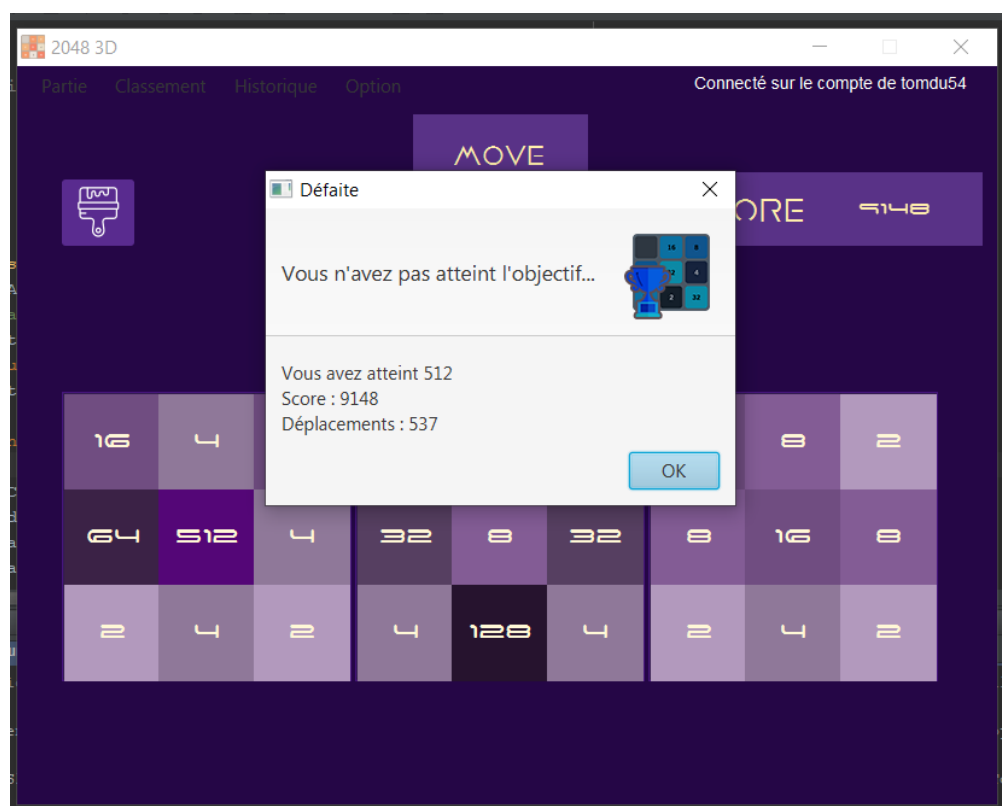 2048 3D
Partie Classement Historique Option
Connecté sur le compte de tomdu54
MOVE
ORE 9148
Défaite
Vous n'avez pas atteint l'objectif...
16 8
2 4
2 32
Vous avez atteint 512
Score : 9148
Déplacements : 537
OK
16 4 8 2
64 512 4 32 8 32 8 16 8
2 4 2 4 128 4 2 4 2